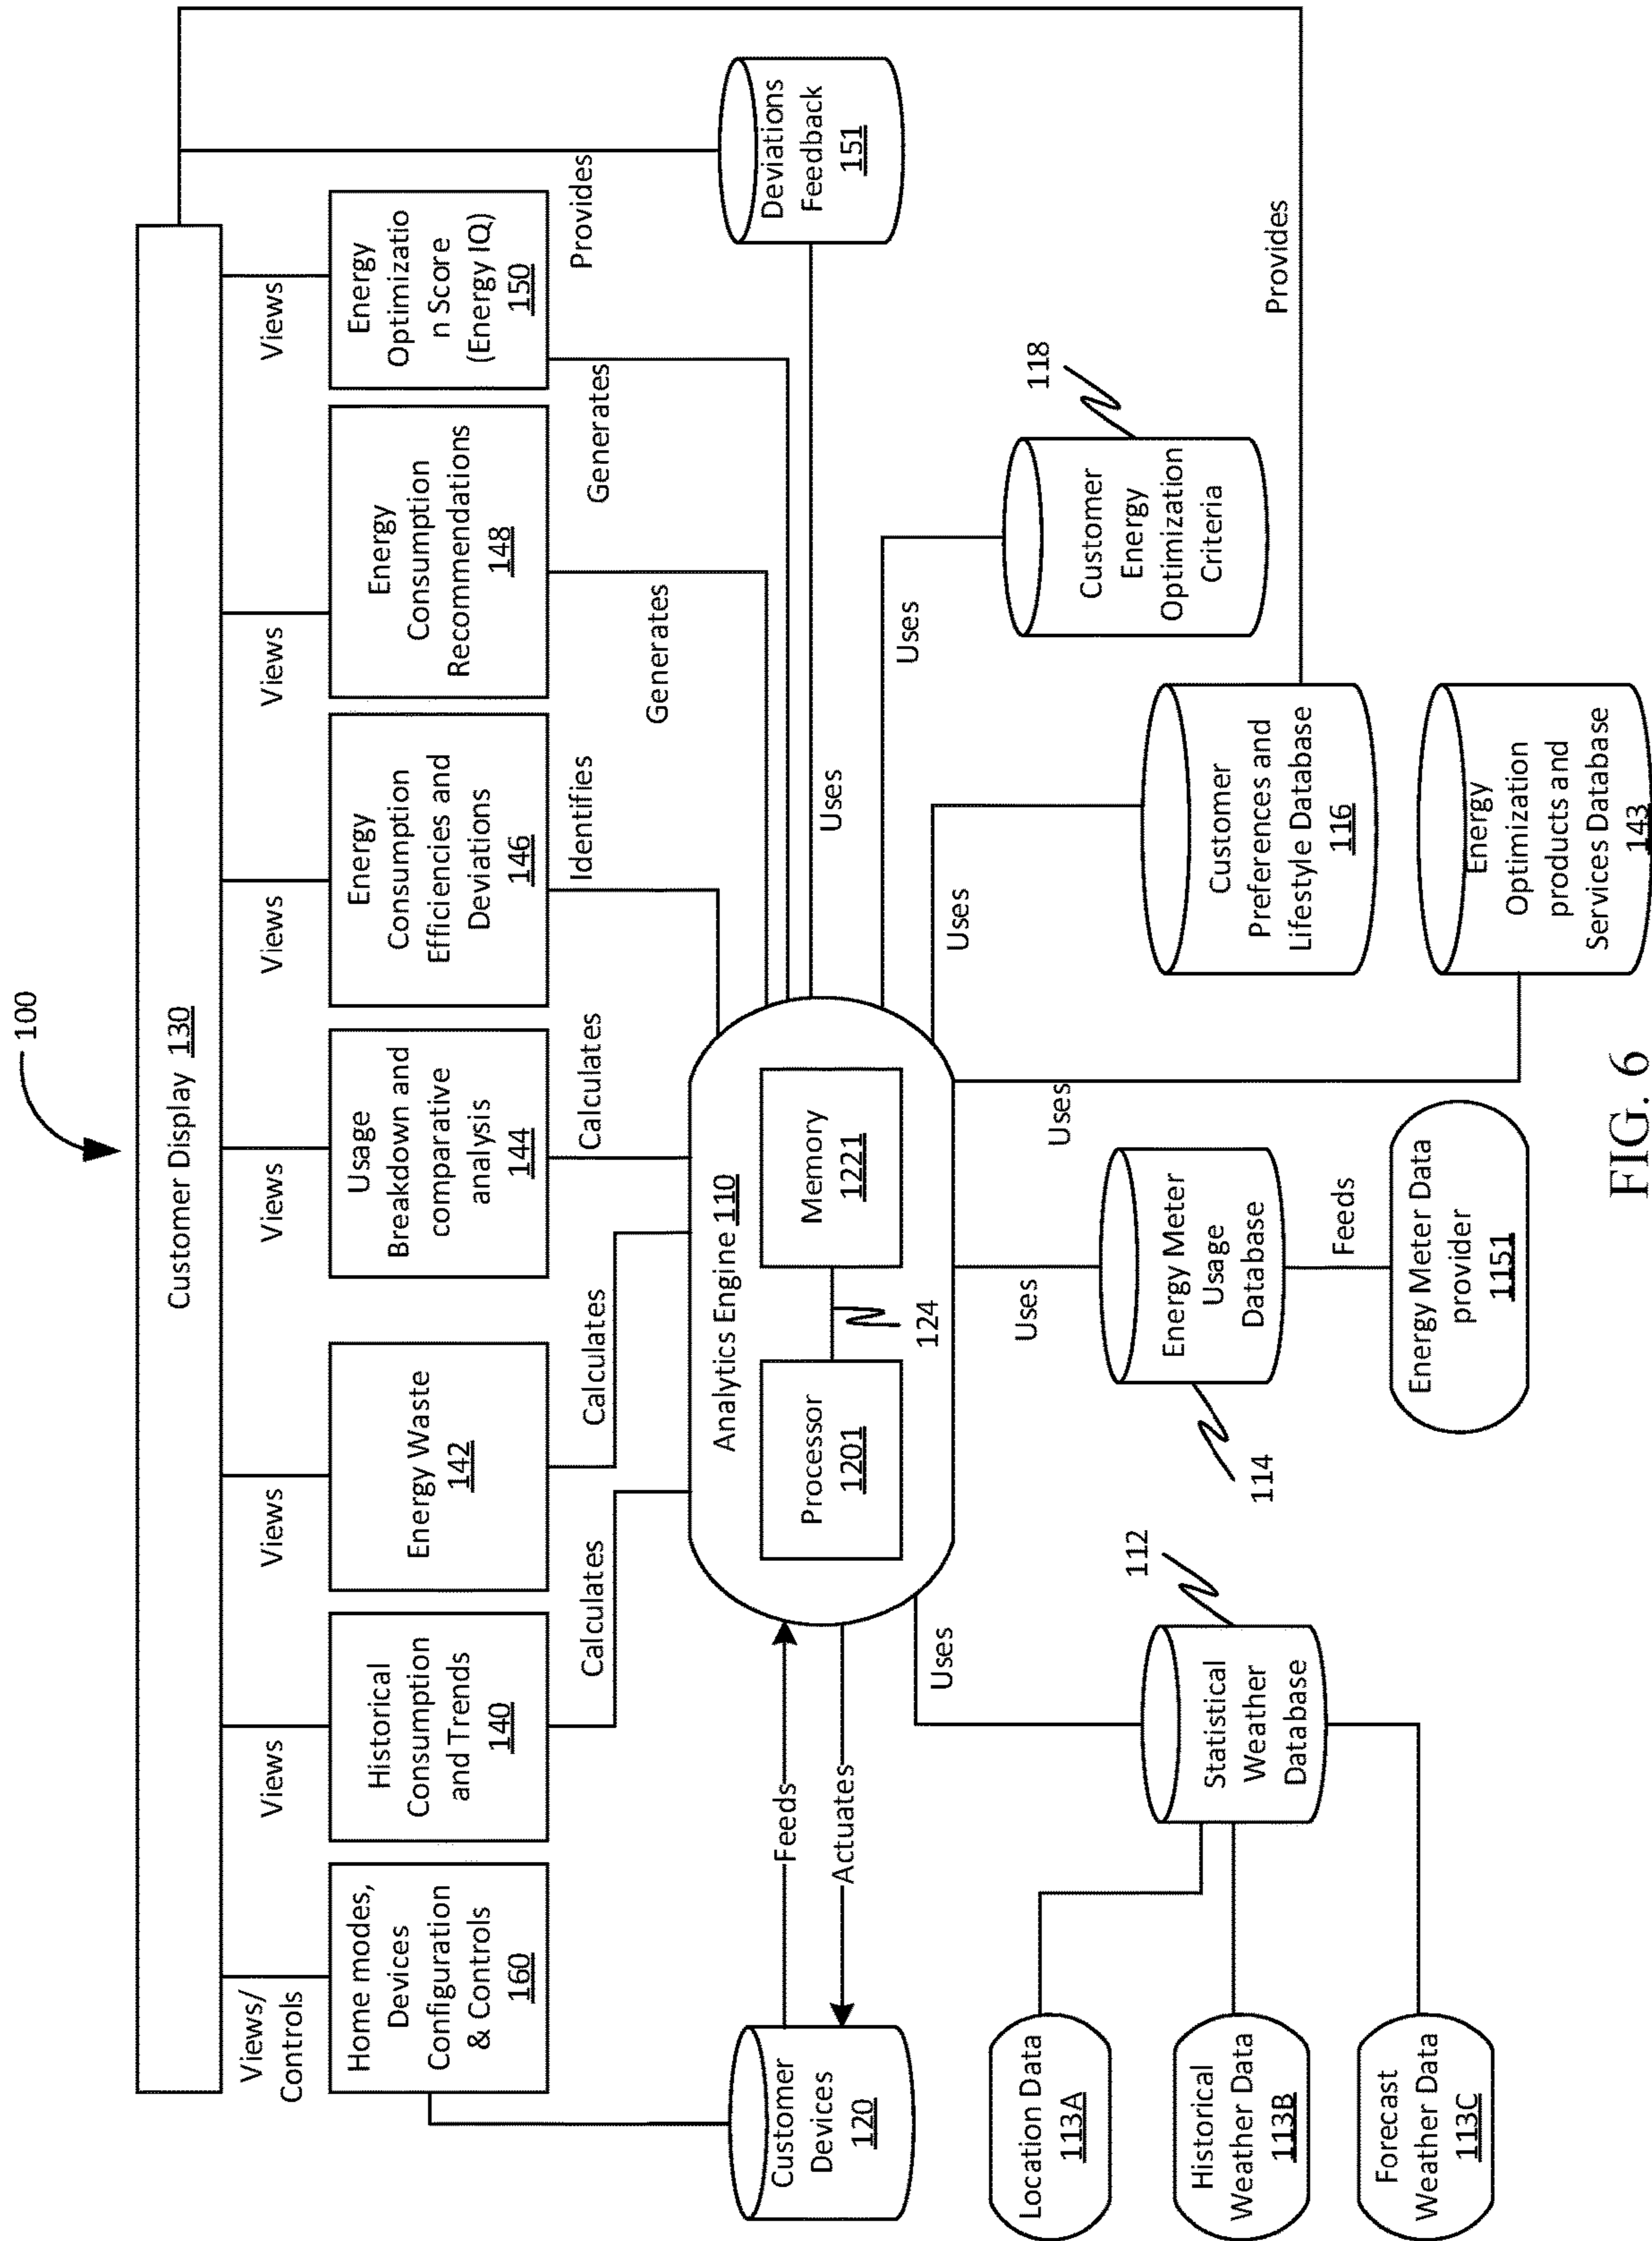 100
Customer Display 130
Views/
Controls
Views
Views
Views
Views
Views
Views
Home modes,
Devices
Configuration
& Controls
160
Historical
Consumption
and Trends
140
Energy Waste
142
Usage
Breakdown and
comparative
analysis
144
Energy
Consumption
Efficiencies and
Deviations
146
Energy
Consumption
Recommendations
148
Energy
Optimizatio
n Score
(Energy IQ)
150
Calculates
Calculates
Calculates
Identifies
Generates
Generates
Provides
Customer
Devices
120
Feeds
Actuates
Analytics Engine 110
Processor
1201
124
Memory
1221
Deviations
Feedback
151
Uses
Uses
Uses
Uses
Uses
Uses
Provides
Location Data
113A
Historical
Weather Data
113B
Forecast
Weather Data
113C
Statistical
Weather
Database
112
Energy Meter
Usage
Database
114
Feeds
Energy Meter Data
provider
1151
Customer
Preferences and
Lifestyle Database
116
Customer
Energy
Optimization
Criteria
118
Energy
Optimization
products and
Services Database
143
FIG. 6